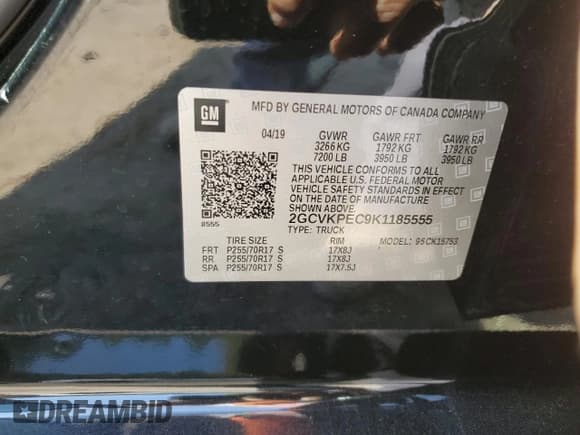 GM
MFD BY GENERAL MOTORS OF CANADA COMPANY
04/19 GVWR GAWR FRT GAWR RR
3266 KG 1792 KG 1792 KG
7200 LB 3950 LB 3950 LB
THIS VEHICLE CONFORMS TO ALL
APPLICABLE U.S. FEDERAL MOTOR
VEHICLE SAFETY STANDARDS IN EFFECT
ON THE DATE OF MANUFACTURE
SHOWN ABOVE.
8555 2GCVKPEC9K1185555
TYPE: TRUCK
TIRE SIZE RIM MODEL: 95CK15753
FRT P255/70R17 S 17X8J
RR P255/70R17 S 17X8J
SPA P255/70R17 S 17X7.5J
DREAMBID